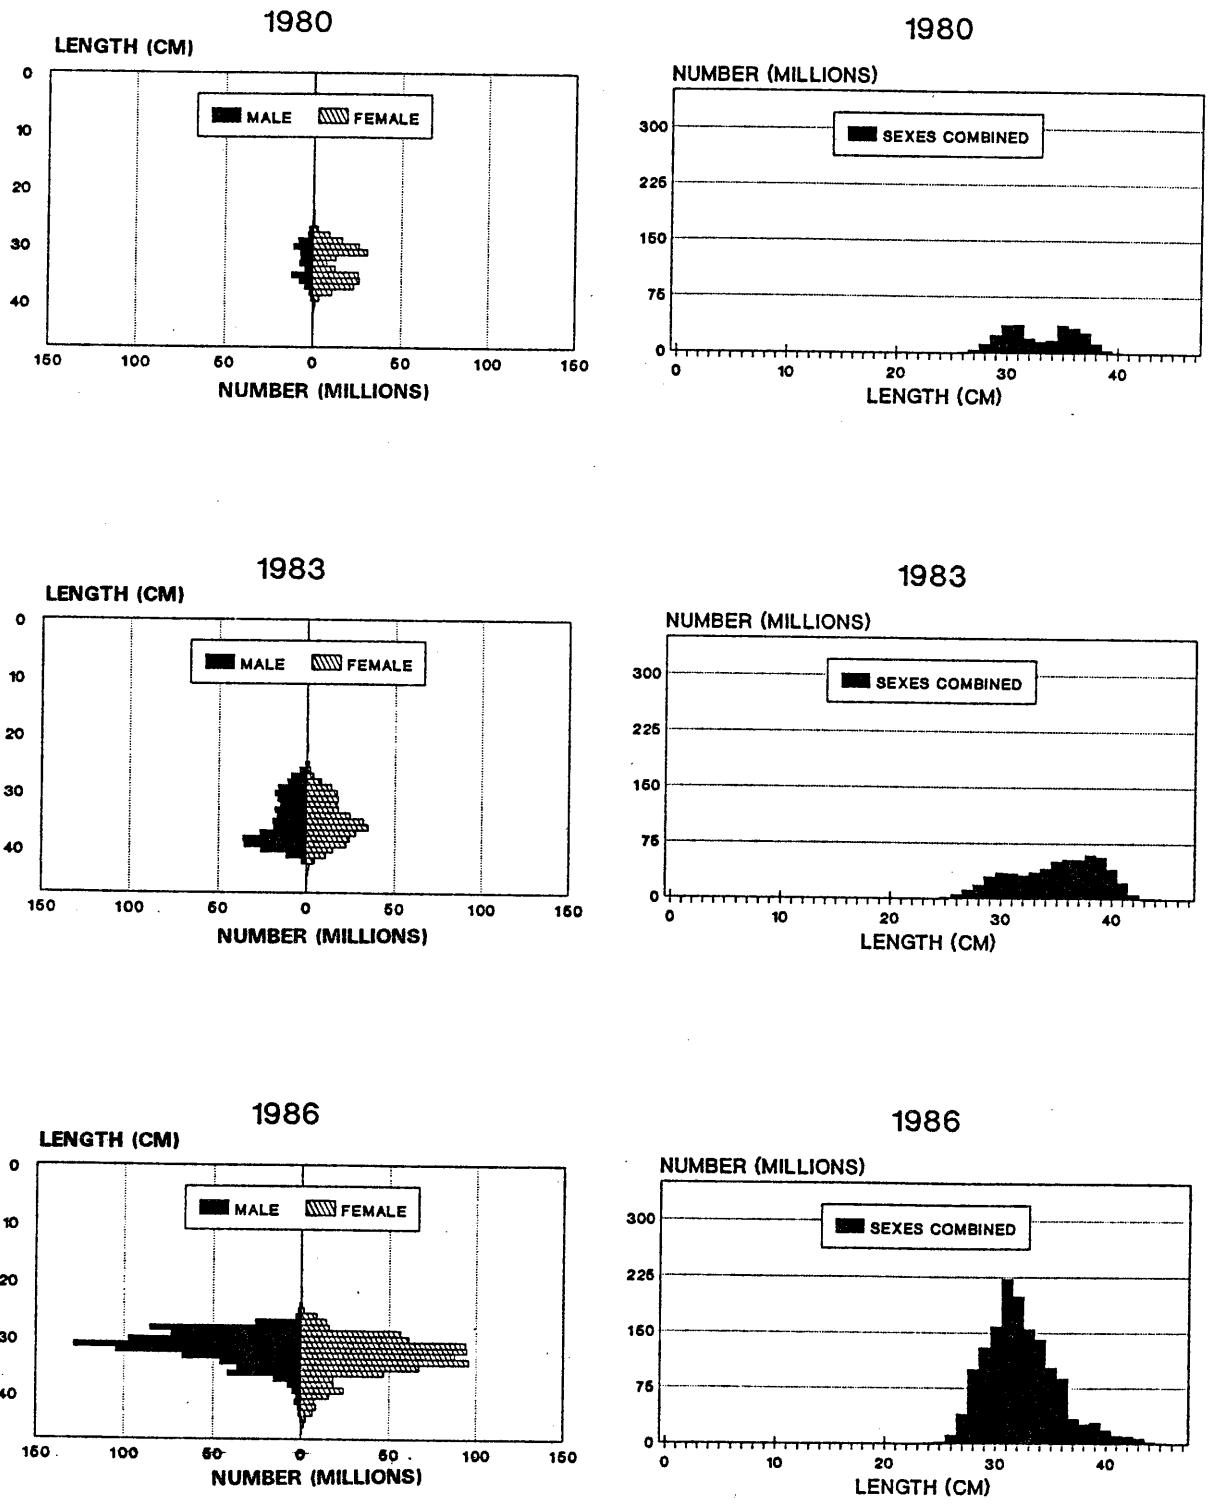 1980
LENGTH (CM)
0
MALE FEMALE
10
20
30
40
150 100 50 0 50 100 150
NUMBER (MILLIONS)
1980
NUMBER (MILLIONS)
300
SEXES COMBINED
225
150
75
0
0 10 20 30 40
LENGTH (CM)
1983
LENGTH (CM)
0
MALE FEMALE
10
20
30
40
150 100 50 0 50 100 150
NUMBER (MILLIONS)
1983
NUMBER (MILLIONS)
300
SEXES COMBINED
225
150
75
0
0 10 20 30 40
LENGTH (CM)
1986
LENGTH (CM)
0
MALE FEMALE
10
20
30
40
150 100 50 0 50 100 150
NUMBER (MILLIONS)
1986
NUMBER (MILLIONS)
300
SEXES COMBINED
225
150
75
0
0 10 20 30 40
LENGTH (CM)